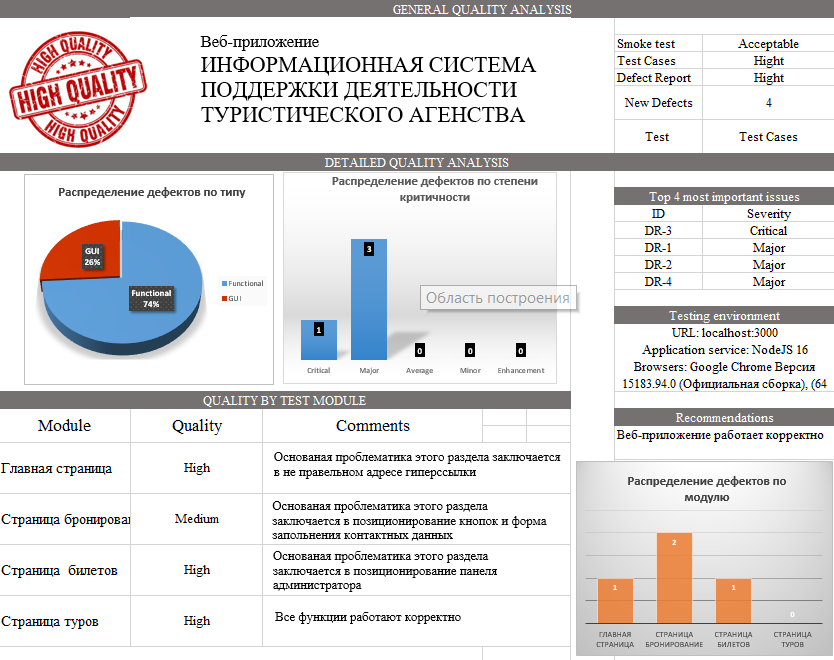 GENERAL QUALITY ANALYSIS
HIGH QUALITY
HIGH QUALITY
HIGH QUALITY
Веб-приложение
ИНФОРМАЦИОННАЯ СИСТЕМА
ПОДДЕРЖКИ ДЕЯТЕЛЬНОСТИ
ТУРИСТИЧЕСКОГО АГЕНСТВА
Smoke test Acceptable
Test Cases Hight
Defect Report Hight
New Defects 4
Test Test Cases
DETAILED QUALITY ANALYSIS
Распределение дефектов по типу
GUI
26%
Functional
74%
Functional
GUI
Распределение дефектов по степени
критичности
1
3
0
0
0
Область построения
Critical Major Average Minor Enhancement
Top 4 most important issues
ID Severity
DR-3 Critical
DR-1 Major
DR-2 Major
DR-4 Major
Testing environment
URL: localhost:3000
Application service: NodeJS 16
Browsers: Google Chrome Версия
15183.94.0 (Официальная сборка), (64
Recommendations
Веб-приложение работает корректно
QUALITY BY TEST MODULE
Module Quality Comments
Главная страница High
Основаная проблематика этого раздела заключается
в не правельном адресе гиперссылки
Страница бронирова Medium
Основаная проблематика этого раздела
заключается в позиционирование кнопок и форма
запольнения контактных данных
Страница билетов High
Основаная проблематика этого раздела
заключается в позиционирование панеля
администратора
Страница туров High
Все функции работают корректно
Распределение дефектов по
модулю
1
2
1
0
ГЛАВНАЯ СТРАНИЦА СТРАНИЦА СТРАНИЦА
СТРАНИЦА БРОНИРОВАНИЕ БИЛЕТОВ ТУРОВ